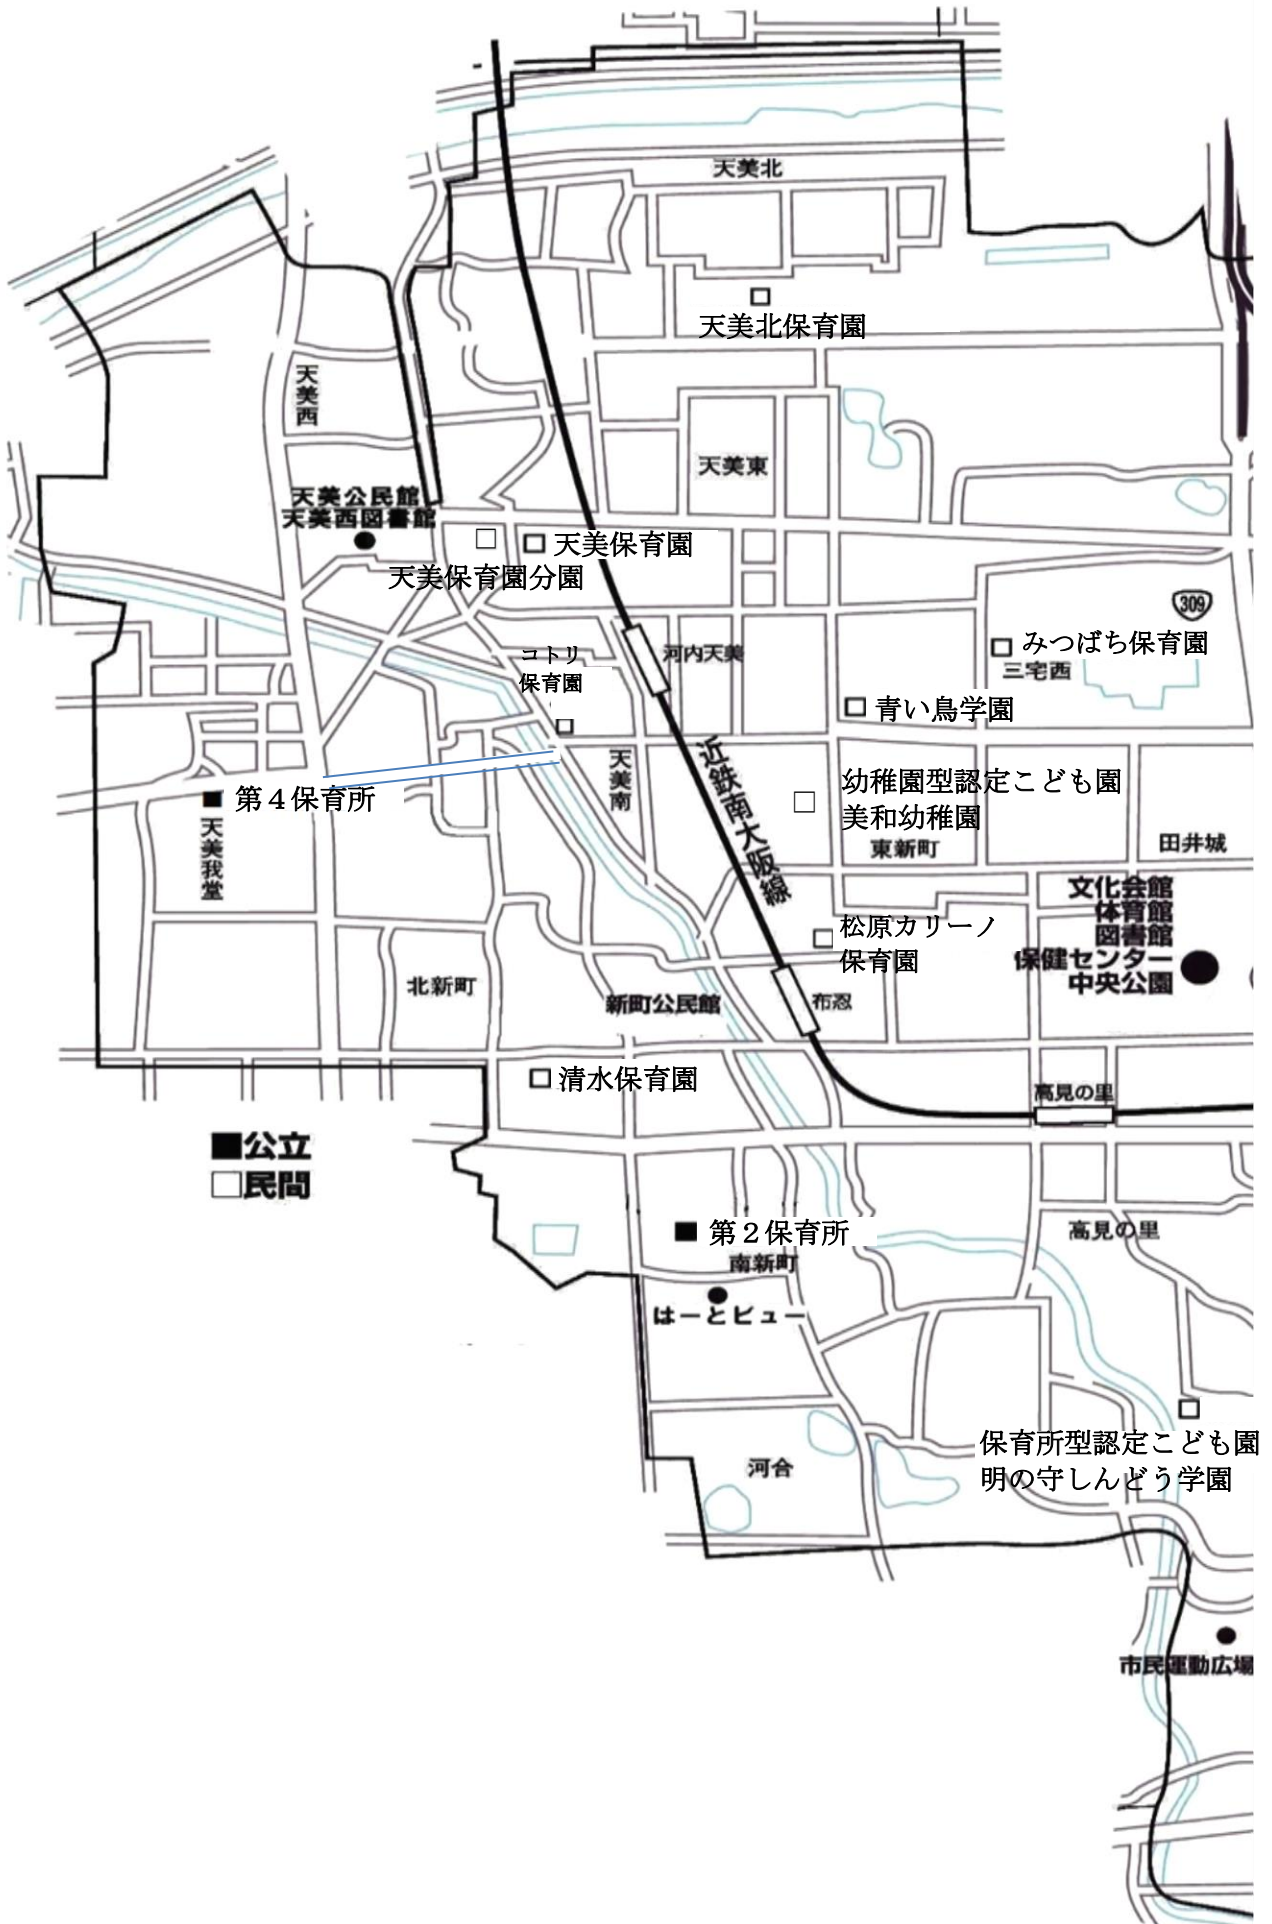 天美北
天美北保育園
天美西
天美東
天美公民館
天美西図書館
天美保育園
天美保育園分園
309
みつばち保育園
三宅西
コトリ
保育園
河内天美
青い鳥学園
近鉄南大阪線
天美南
幼稚園型認定こども園
美和幼稚園
東新町
田井城
■ 第４保育所
天美我堂
文化会館
体育館
図書館
保健センター
中央公園
松原カリーノ
保育園
北新町
新町公民館
布忍
清水保育園
高見の里
■公立
□民間
■ 第２保育所
南新町
高見の里
はーとビュー
保育所型認定こども園
明の守しんどう学園
河合
市民運動広場